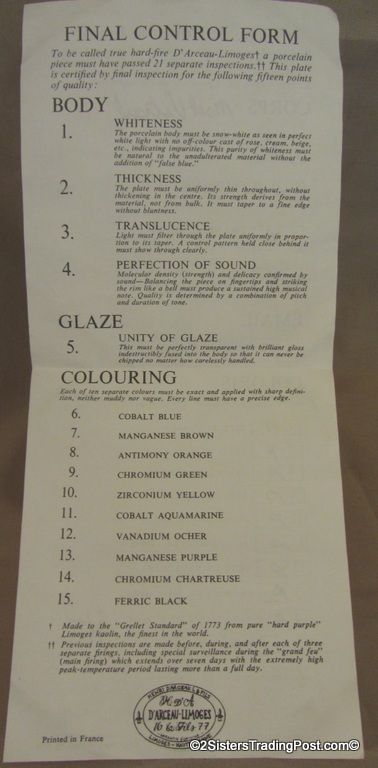 FINAL CONTROL FORM
To be called true hard-fire D'Arceau-Limoges† a porcelain
piece must have passed 21 separate inspections.†† This plate
is certified by final inspection for the following fifteen points
of quality:
BODY
1. WHITENESS
The porcelain body must be snow-white as seen in perfect
white light with no off-colour cast of rose, cream, beige,
etc., indicating impurities. This purity of whiteness must
be natural to the unadulterated material without the
addition of "false blue."
2. THICKNESS
The plate must be uniformly thin throughout, without
thickening in the centre. Its strength derives from the
material, not from bulk. It must taper to a fine edge
without bluntness.
3. TRANSLUCENCE
Light must filter through the plate uniformly in propor-
tion to its taper. A control pattern held close behind it
must show through clearly.
4. PERFECTION OF SOUND
Molecular density (strength) and delicacy confirmed by
sound—Balancing the piece on fingertips and striking
the rim like a bell must produce a sustained high musical
note. Quality is determined by a combination of pitch
and duration of tone.
GLAZE
5. UNITY OF GLAZE
This must be perfectly transparent with brilliant gloss
indestructibly fused into the body so that it can never be
chipped no matter how carelessly handled.
COLOURING
Each of ten separate colours must be exact and applied with sharp defini-
tion, neither muddy nor vague. Every line must have a precise edge.
6. COBALT BLUE
7. MANGANESE BROWN
8. ANTIMONY ORANGE
9. CHROMIUM GREEN
10. ZIRCONIUM YELLOW
11. COBALT AQUAMARINE
12. VANADIUM OCHER
13. MANGANESE PURPLE
14. CHROMIUM CHARTREUSE
15. FERRIC BLACK
† Made to the "Grellet Standard" of 1773 from pure "hard purple"
Limoges kaolin, the finest in the world.
†† Previous inspections are made before, during, and after each of three
separate firings, including special surveillance during the "grand feu"
(main firing) which extends over seven days with the extremely high
peak-temperature period lasting more than a full day.
HENRI D'ARCEAU & FILS
H. D'A
D'ARCEAU-LIMOGES
& Fils 77
Printed in France
©2SistersTradingPost.com©